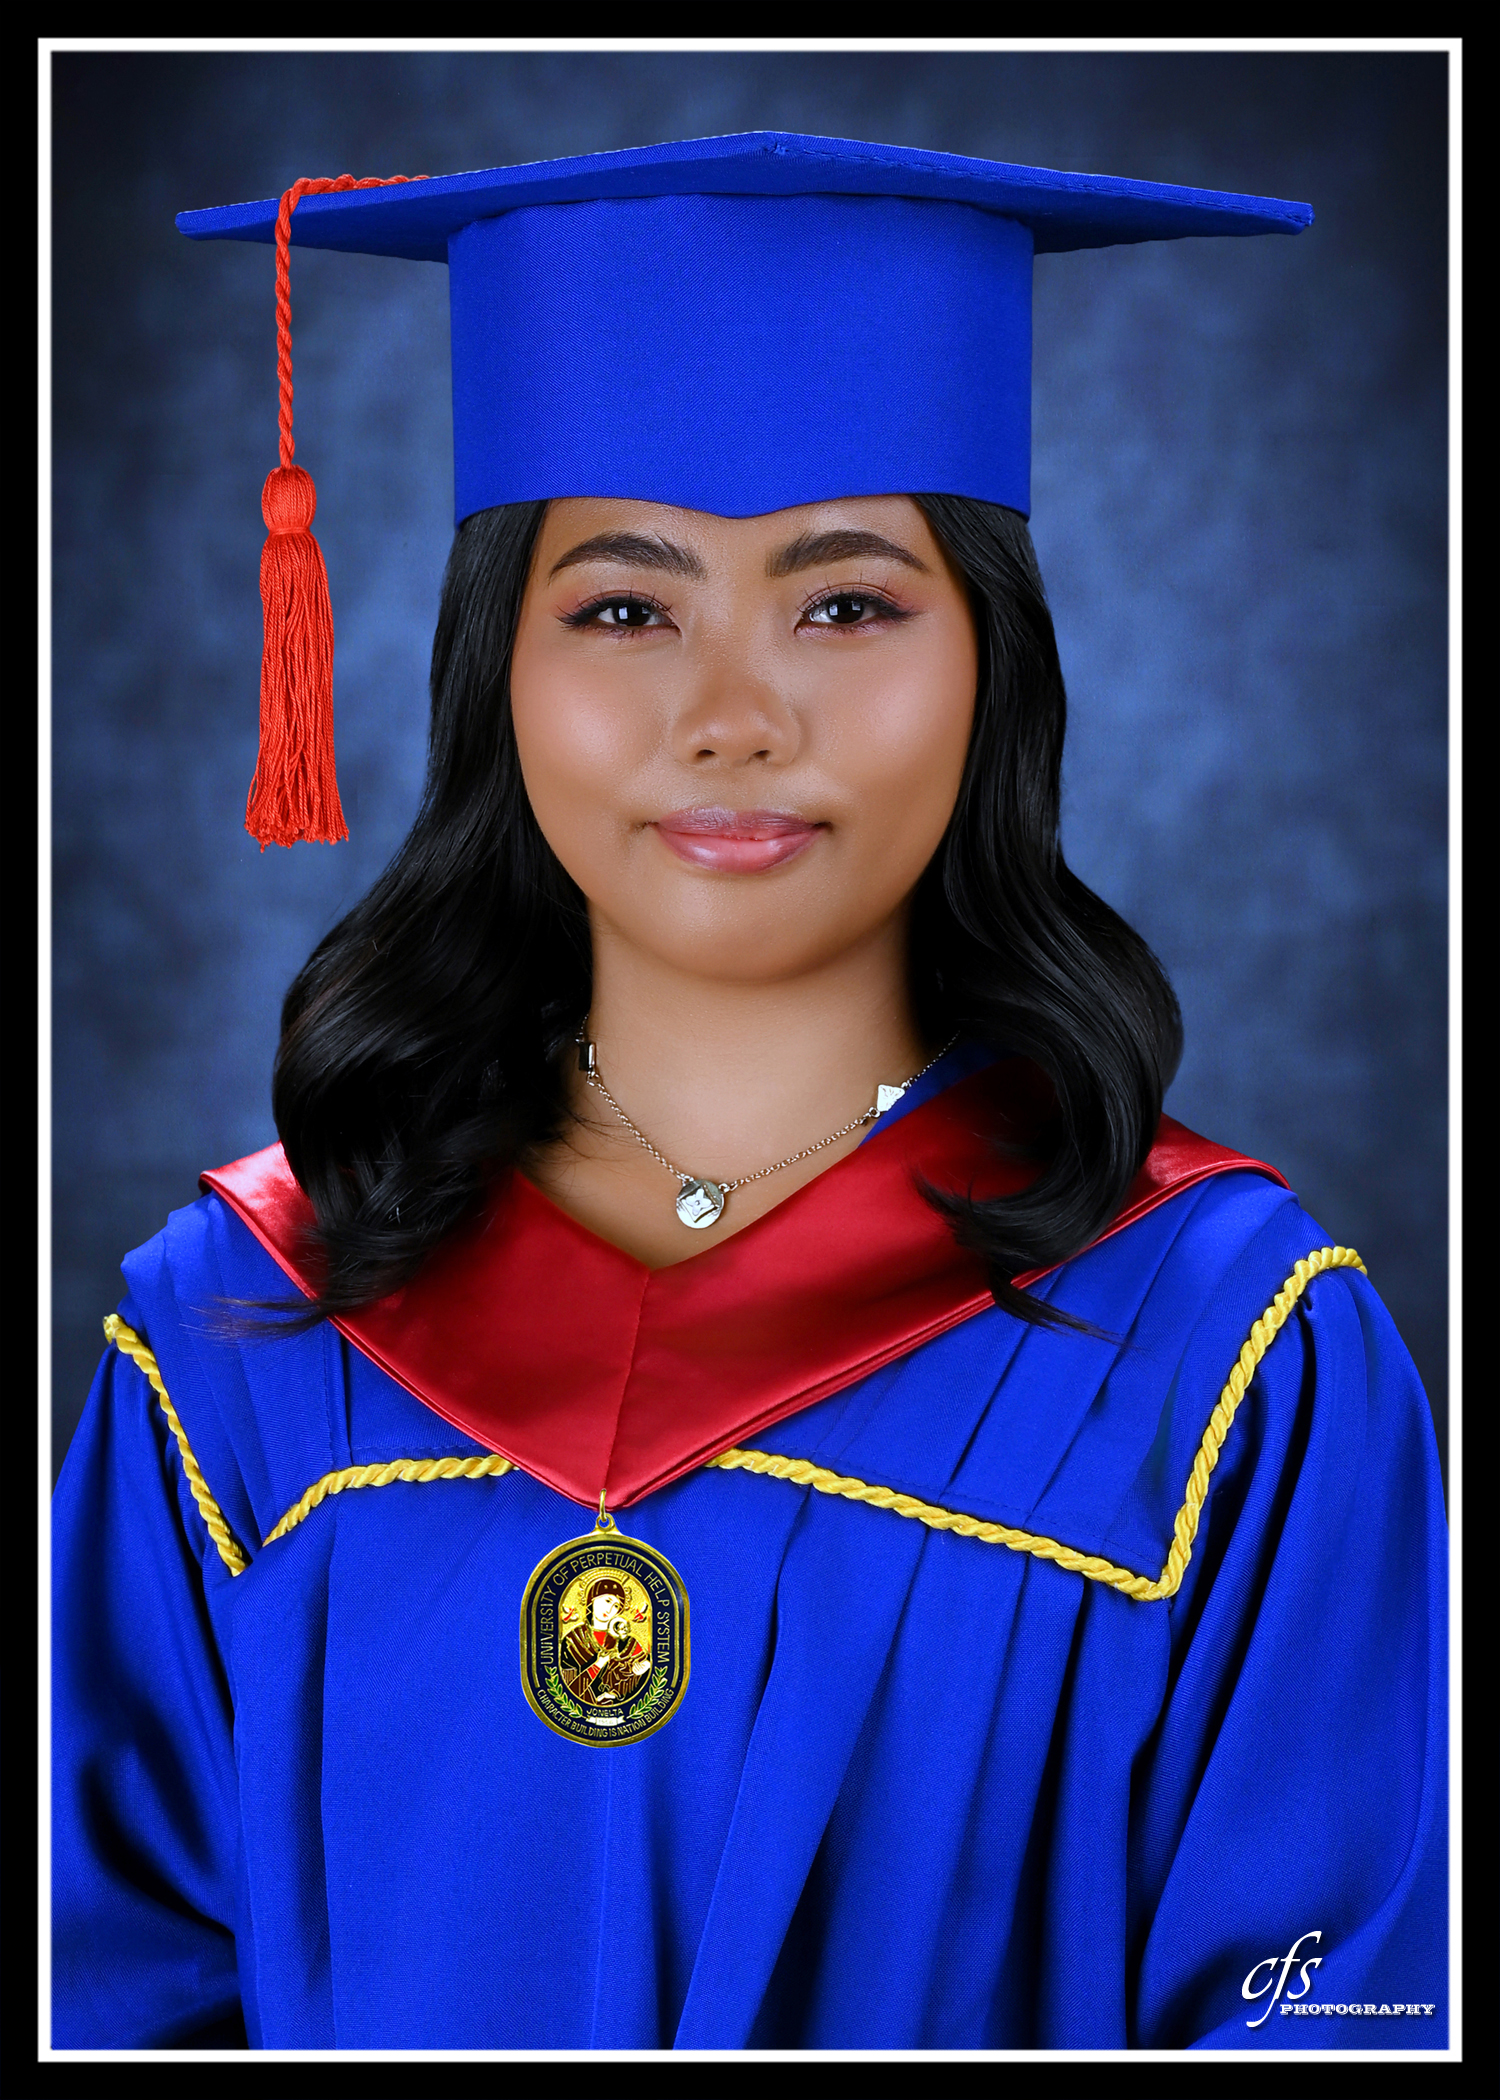 UNIVERSITY OF PERPETUAL HELP SYSTEM
JONELTA
CHARACTER BUILDING IS NATION BUILDING
cfs
PHOTOGRAPHY